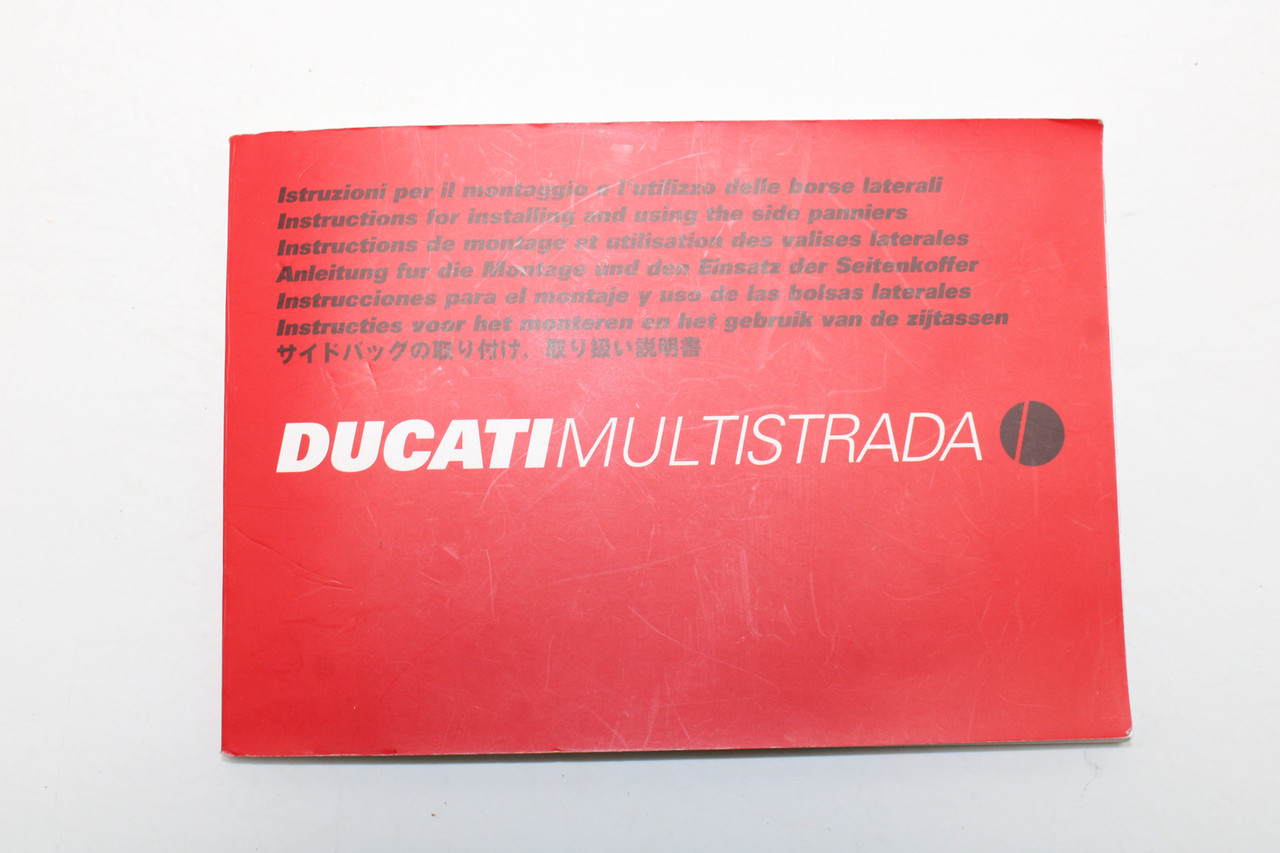 Istruzioni per il montaggio e l'utilizzo delle borse laterali
Instructions for installing and using the side panniers
Instructions de montage et utilisation des valises laterales
Anleitung fur die Montage und den Einsatz der Seitenkoffer
Instrucciones para el montaje y uso de las bolsas laterales
Instructies voor het monteren en het gebruik van de zijtassen
サイドバッグの取り付け、取り扱い説明書
DUCATIMULTISTRADA